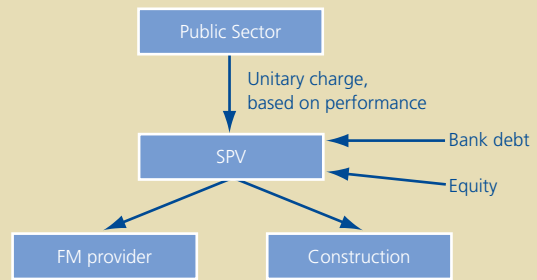 Public Sector
Unitary charge,
based on performance
Bank debt
SPV
Equity
FM provider
Construction